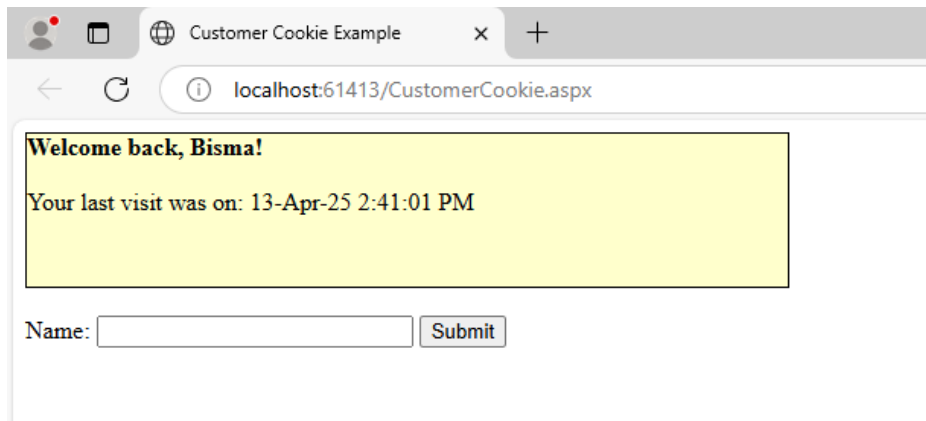 Customer Cookie Example
localhost:61413/CustomerCookie.aspx
Welcome back, Bisma!
Your last visit was on: 13-Apr-25 2:41:01 PM
Name: Submit